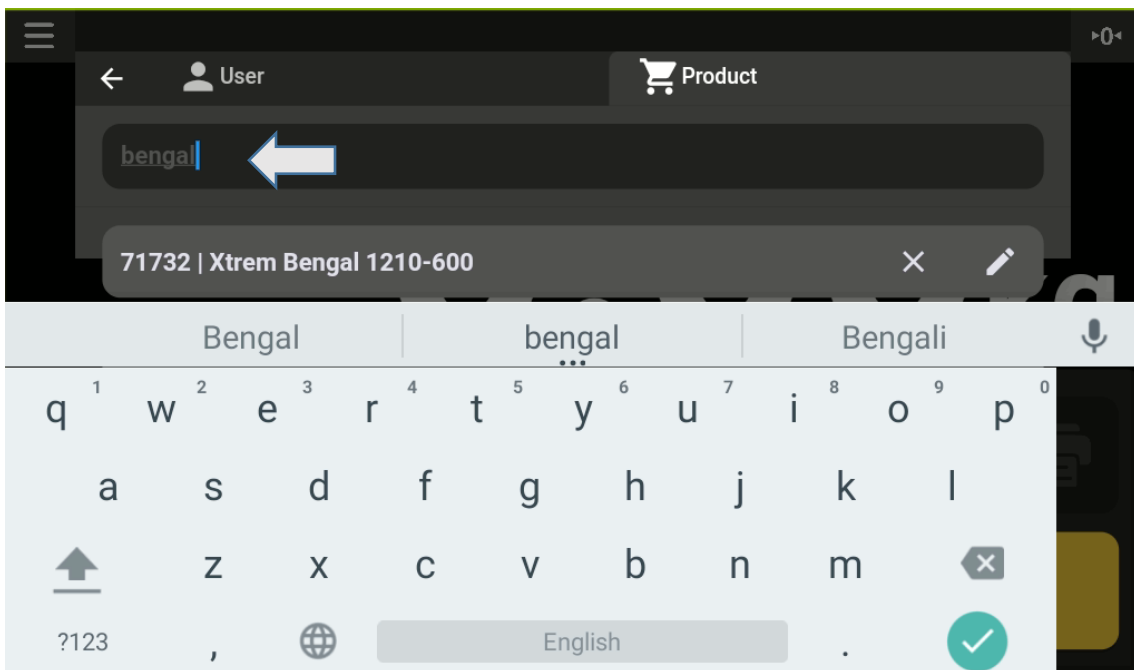 ▸0◂
User
Product
bengal
71732 | Xtrem Bengal 1210-600
Bengal
bengal
Bengali
q 1 w 2 e 3 r 4 t 5 y 6 u 7 i 8 o 9 p 0
a s d f g h j k l
z x c v b n m
?123 , English .